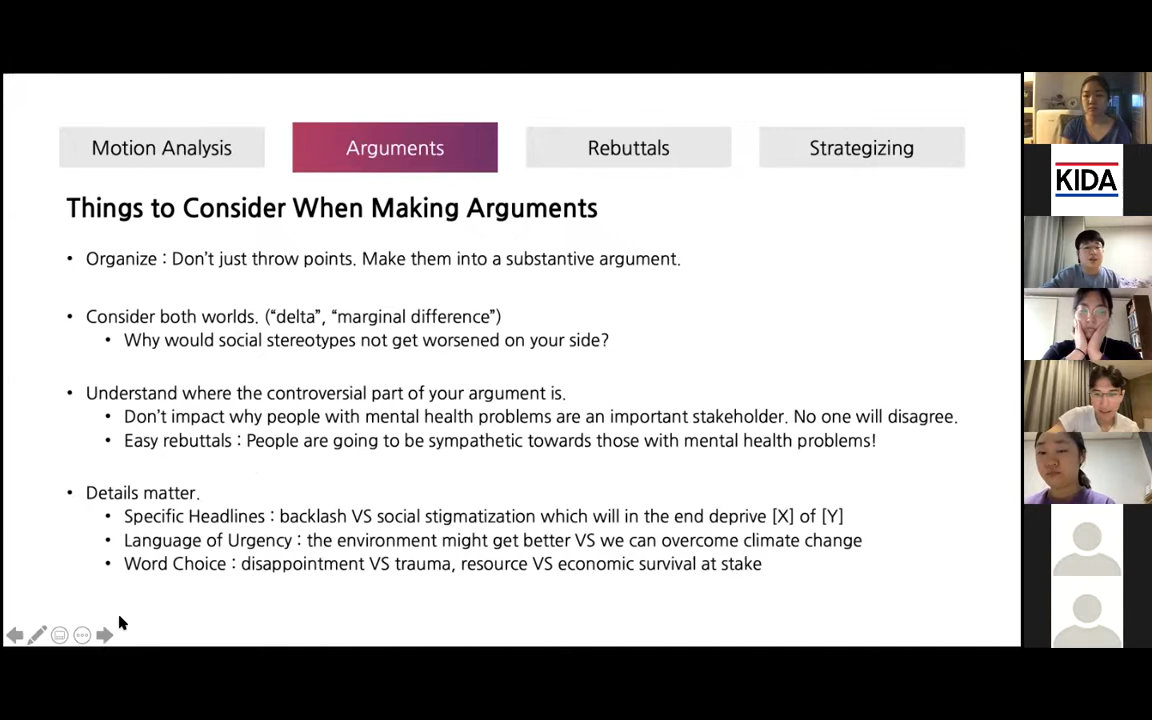 Motion Analysis
Arguments
Rebuttals
Strategizing
KIDA
Things to Consider When Making Arguments
• Organize : Don't just throw points. Make them into a substantive argument.
• Consider both worlds. ("delta", "marginal difference")
• Why would social stereotypes not get worsened on your side?
• Understand where the controversial part of your argument is.
• Don't impact why people with mental health problems are an important stakeholder. No one will disagree.
• Easy rebuttals : People are going to be sympathetic towards those with mental health problems!
• Details matter.
• Specific Headlines : backlash VS social stigmatization which will in the end deprive [X] of [Y]
• Language of Urgency : the environment might get better VS we can overcome climate change
• Word Choice : disappointment VS trauma, resource VS economic survival at stake